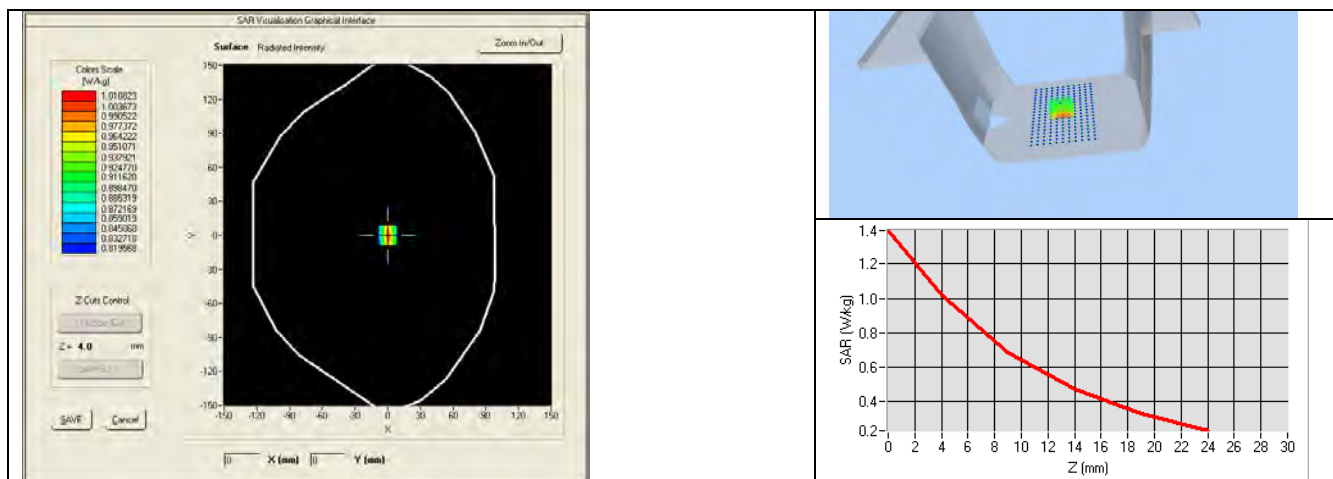 SAR Visualisation Graphical Interface
Surface Radiated Intensity
Zoom In/Out
Colors Scale
(W/kg)
1.016823
1.003673
0.990522
0.977372
0.964222
0.951071
0.937921
0.924770
0.911620
0.898470
0.885319
0.872169
0.859019
0.845868
0.832718
0.819568
150
120
90
60
30
0
-30
-60
-90
-120
-150
Y
-150 -120 -90 -60 -30 0 30 60 90 120 150
X
Z Cuts Control
Z = 4.0 mm
SAVE Cancel
0 X (mm) 0 Y (mm)
1.4
1.2
1.0
0.8
0.6
0.4
0.2
SAR (W/kg)
0 2 4 6 8 10 12 14 16 18 20 22 24 26 28 30
Z (mm)